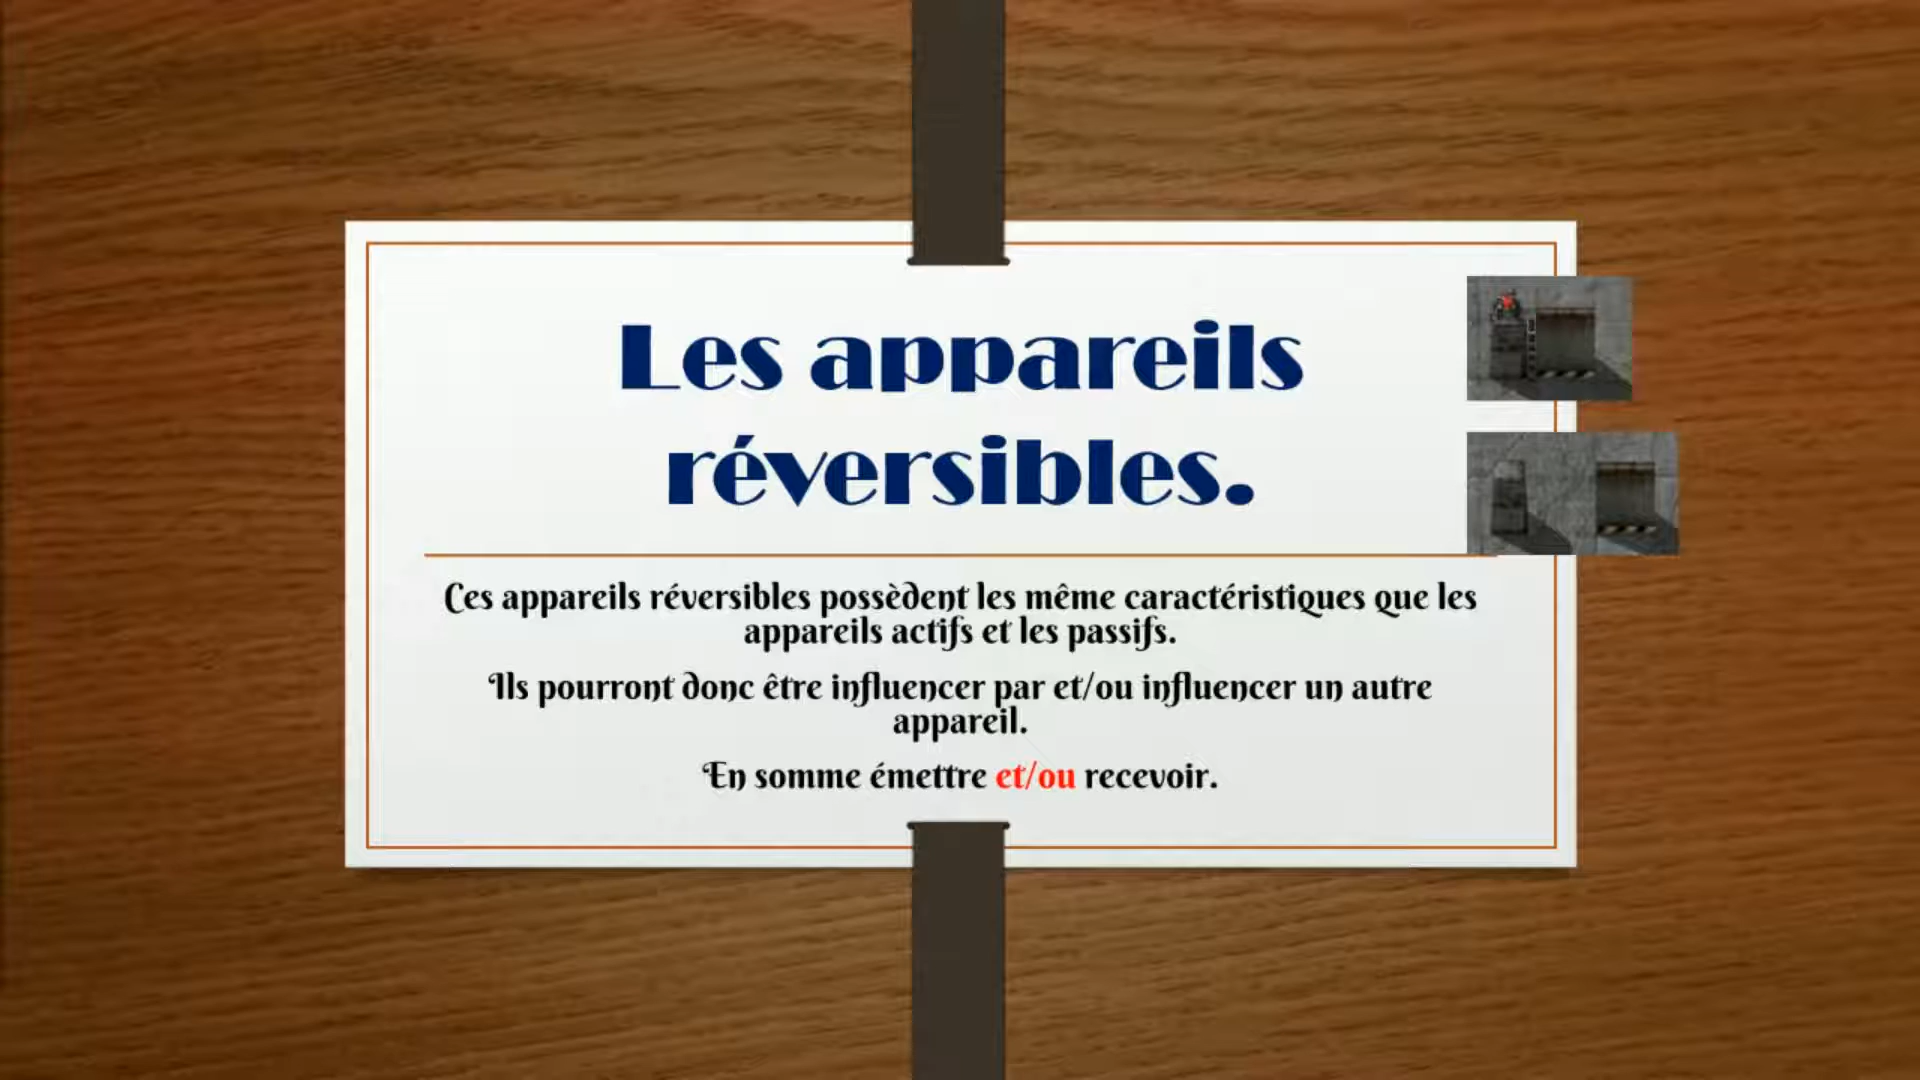 Les appareils
réversibles.
Ces appareils réversibles possèdent les même caractéristiques que les
appareils actifs et les passifs.
Ils pourront donc être influencer par et/ou influencer un autre
appareil.
En somme émettre et/ou recevoir.